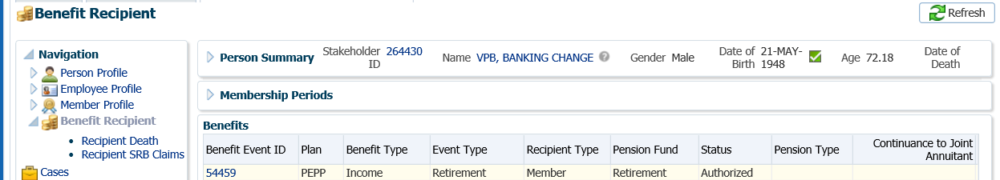 Benefit Recipient
Refresh
Navigation
Person Profile
Employee Profile
Member Profile
Benefit Recipient
Recipient Death
Recipient SRB Claims
Cases
Person Summary Stakeholder ID 264430 Name VPB, BANKING CHANGE Gender Male Date of Birth 21-MAY-1948 Age 72.18 Date of Death
Membership Periods
Benefits
Benefit Event ID Plan Benefit Type Event Type Recipient Type Pension Fund Status Pension Type Continuance to Joint Annuitant
54459 PEPP Income Retirement Member Retirement Authorized